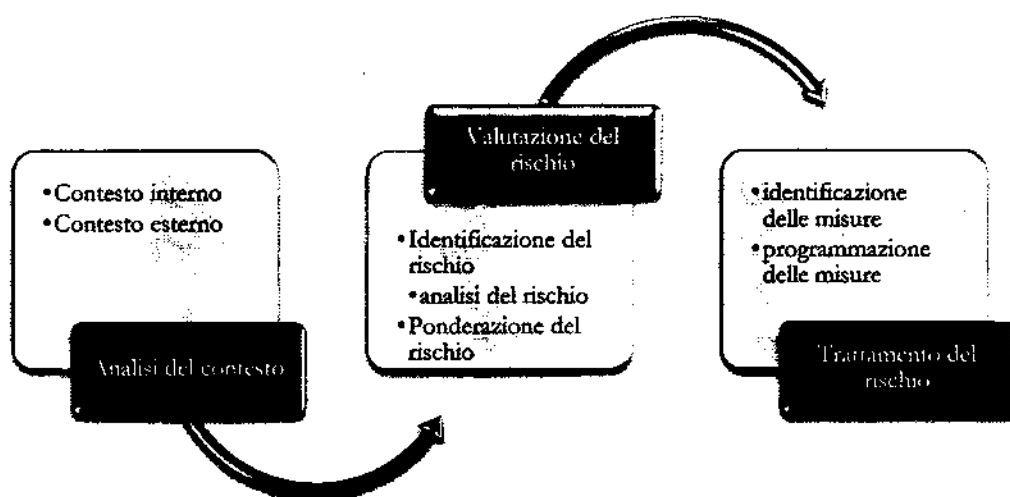 •Contesto interno
•Contesto esterno
Analisi del contesto
Valutazione del
rischio
•Identificazione del
rischio
•analisi del rischio
•Ponderazione del
rischio
•identificazione
delle misure
•programmazione
delle misure
Trattamento del
rischio